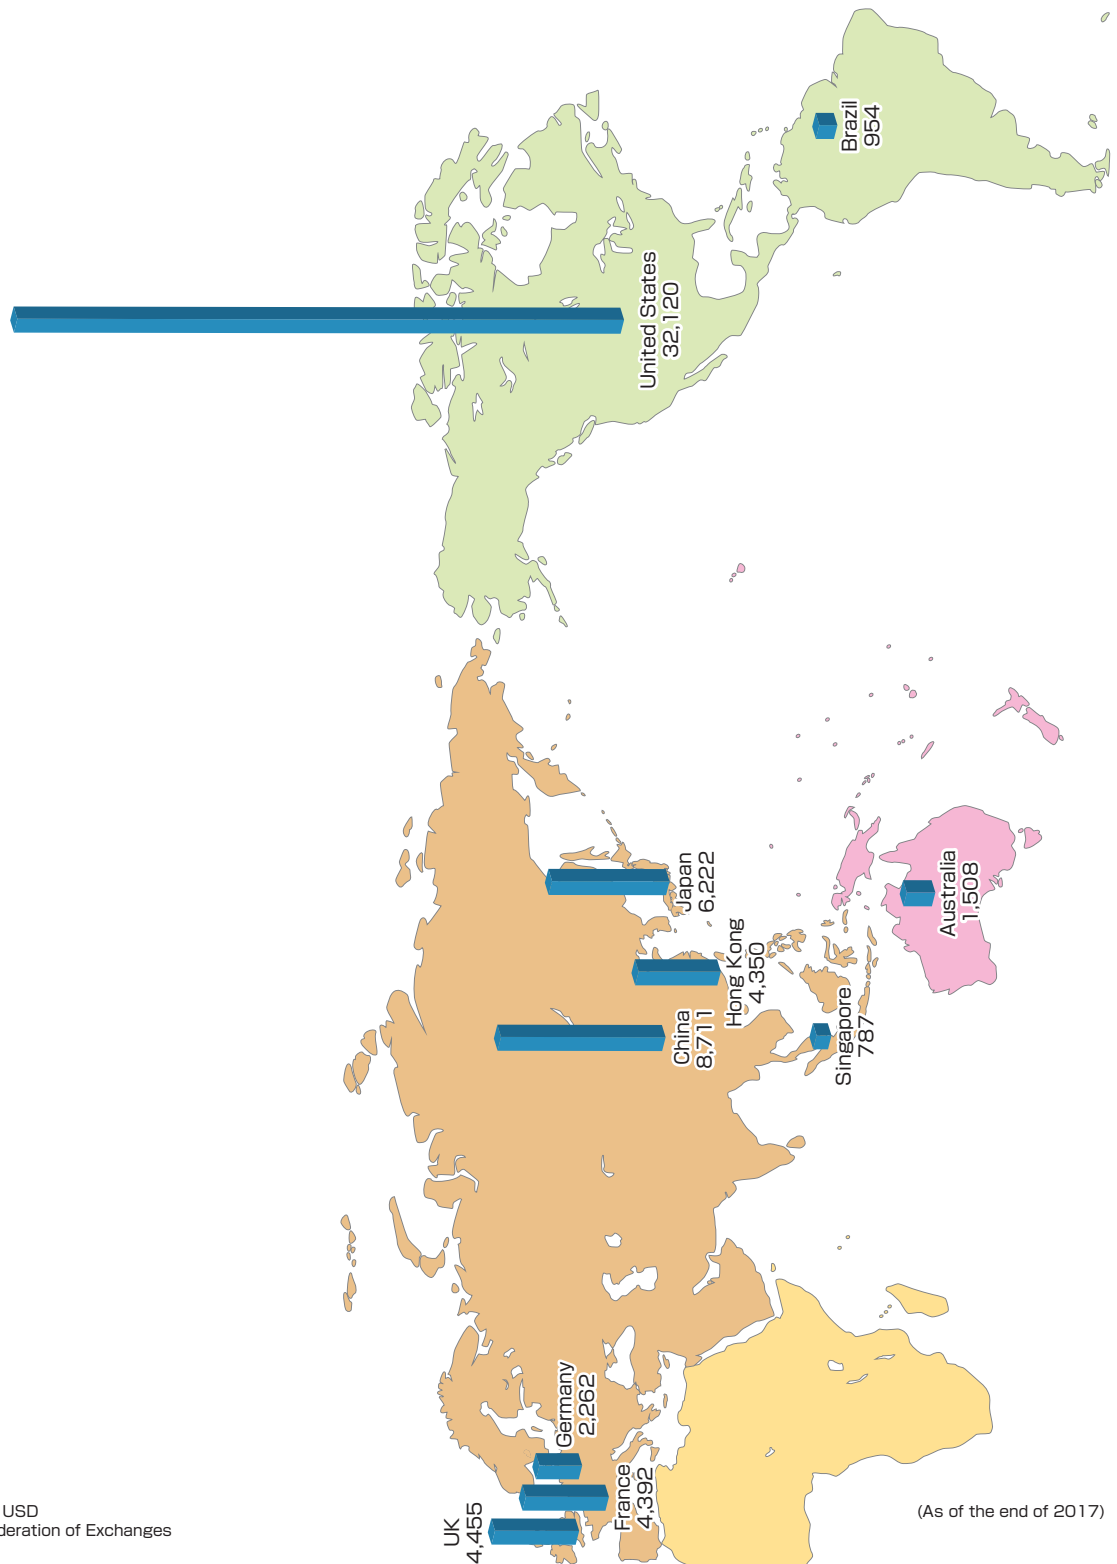 United States
32,120
Brazil
954
Japan
6,222
Hong Kong
4,350
China
8,711
Singapore
787
Australia
1,508
Germany
2,262
France
4,392
UK
4,455
USD
of Exchanges
(As of the end of 2017)